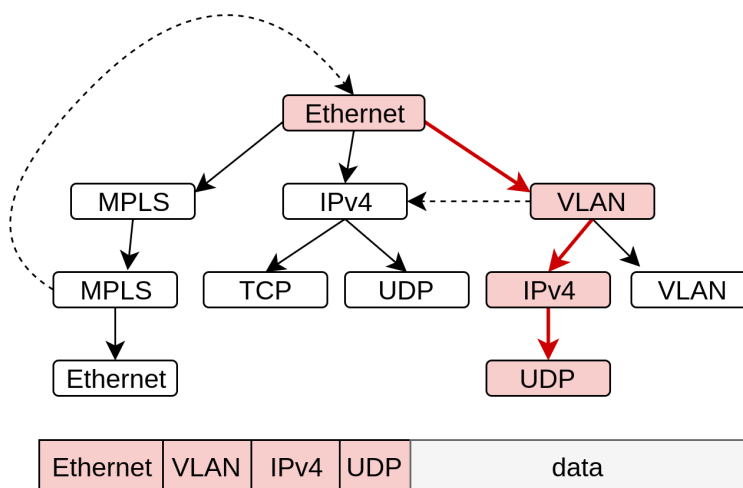 Ethernet
MPLS IPv4 VLAN
MPLS TCP UDP IPv4 VLAN
Ethernet UDP
Ethernet VLAN IPv4 UDP data